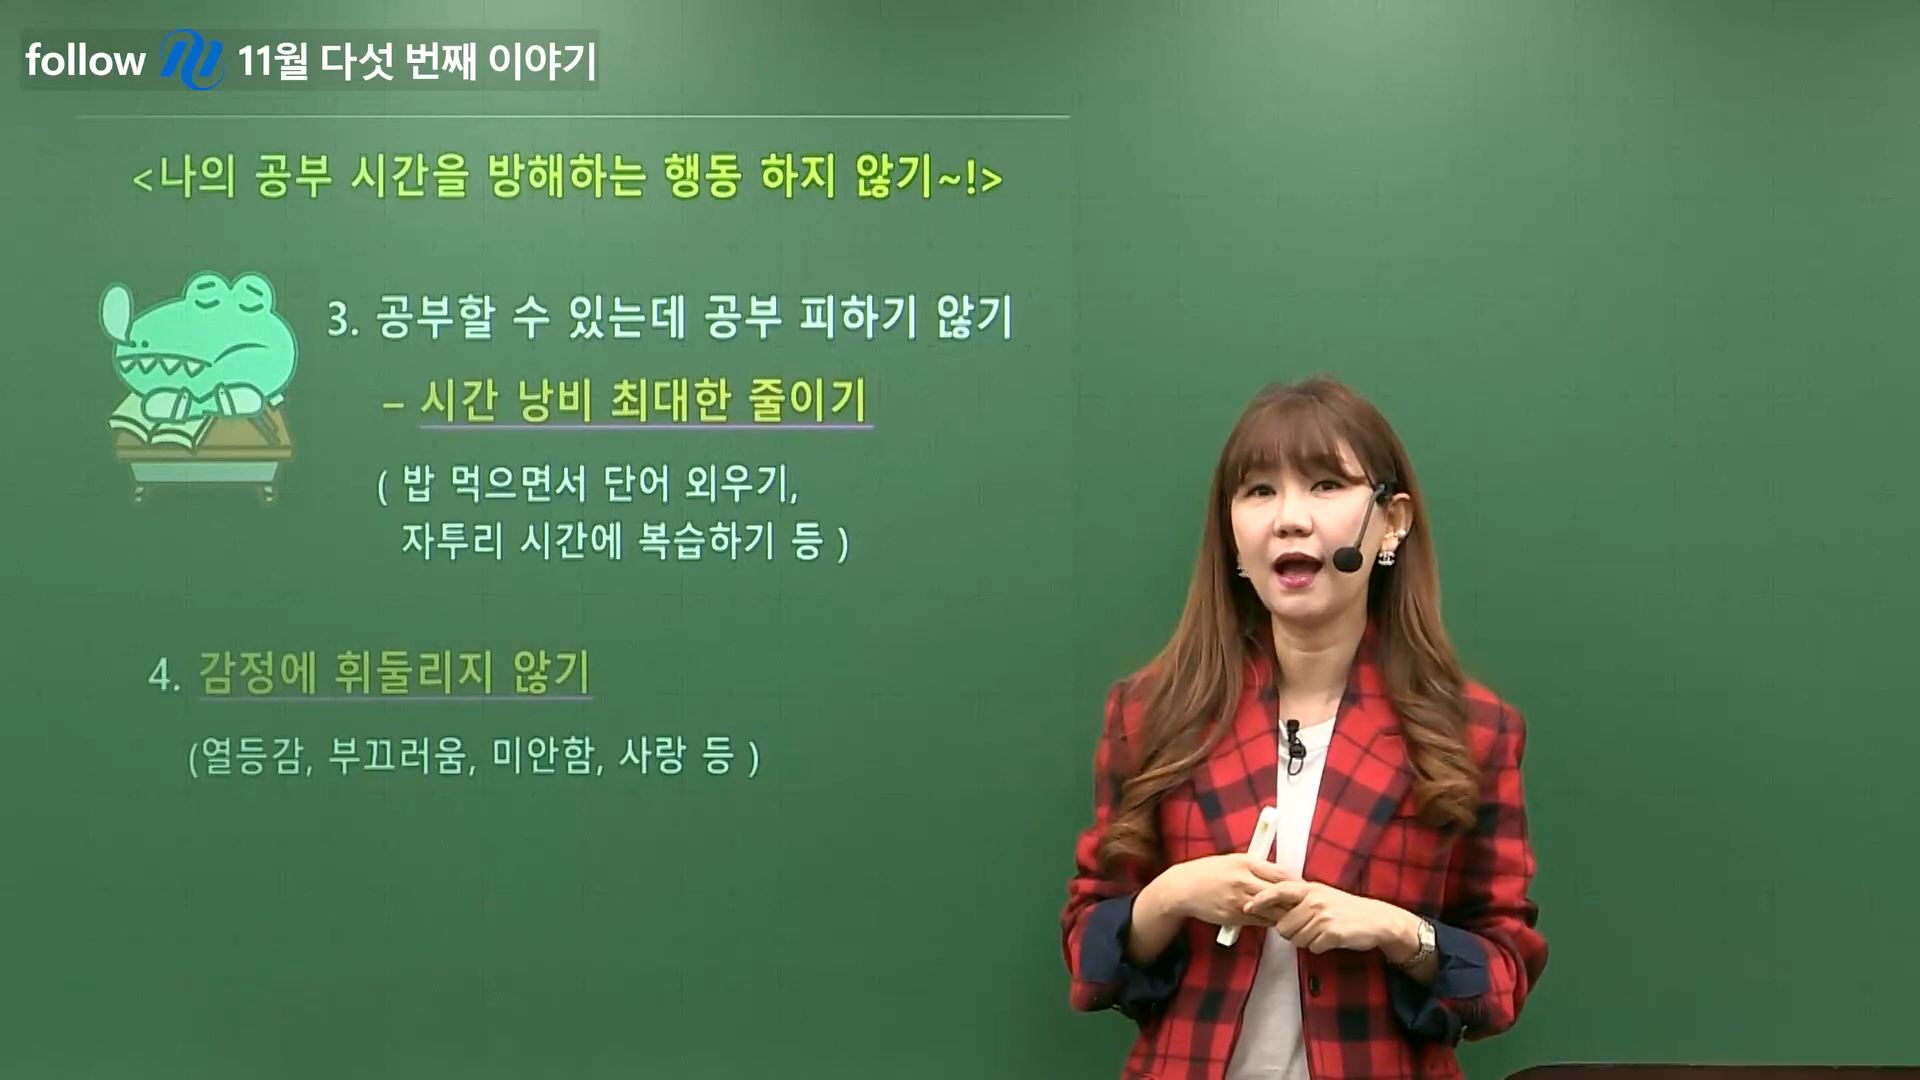 follow 11월 다섯 번째 이야기
<나의 공부 시간을 방해하는 행동 하지 않기~!>
3. 공부할 수 있는데 공부 피하기 않기
– 시간 낭비 최대한 줄이기
( 밥 먹으면서 단어 외우기,
자투리 시간에 복습하기 등 )
4. 감정에 휘둘리지 않기
(열등감, 부끄러움, 미안함, 사랑 등 )